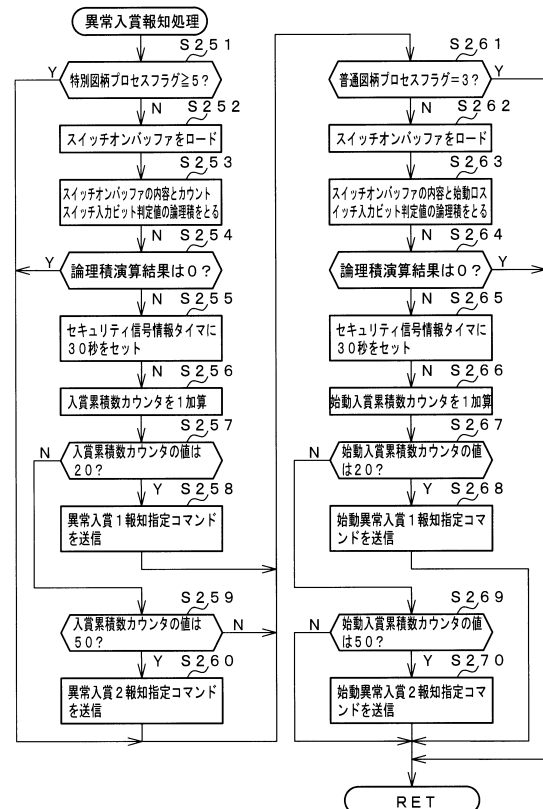 異常入賞報知処理
S251
特別図柄プロセスフラグ≧5?
Y
N
S252
スイッチオンバッファをロード
S253
スイッチオンバッファの内容とカウント
スイッチ入力ビット判定値の論理積をとる
S254
Y
論理積演算結果は0?
N
S255
セキュリティ信号情報タイマに
30秒をセット
N
S256
入賞累積数カウンタを1加算
S257
N
入賞累積数カウンタの値は
20?
Y
S258
異常入賞1報知指定コマンド
を送信
S259
入賞累積数カウンタの値は
50?
N
Y
S260
異常入賞2報知指定コマンド
を送信
S261
普通図柄プロセスフラグ=3?
Y
N
S262
スイッチオンバッファをロード
S263
スイッチオンバッファの内容と始動口ス
イッチ入力ビット判定値の論理積をとる
S264
論理積演算結果は0?
Y
N
S265
セキュリティ信号情報タイマに
30秒をセット
N
S266
始動入賞累積数カウンタを1加算
S267
N
始動入賞累積数カウンタの値
は20?
Y
S268
始動異常入賞1報知指定コマ
ンドを送信
S269
N
始動入賞累積数カウンタの値
は50?
Y
S270
始動異常入賞2報知指定コマ
ンドを送信
RET